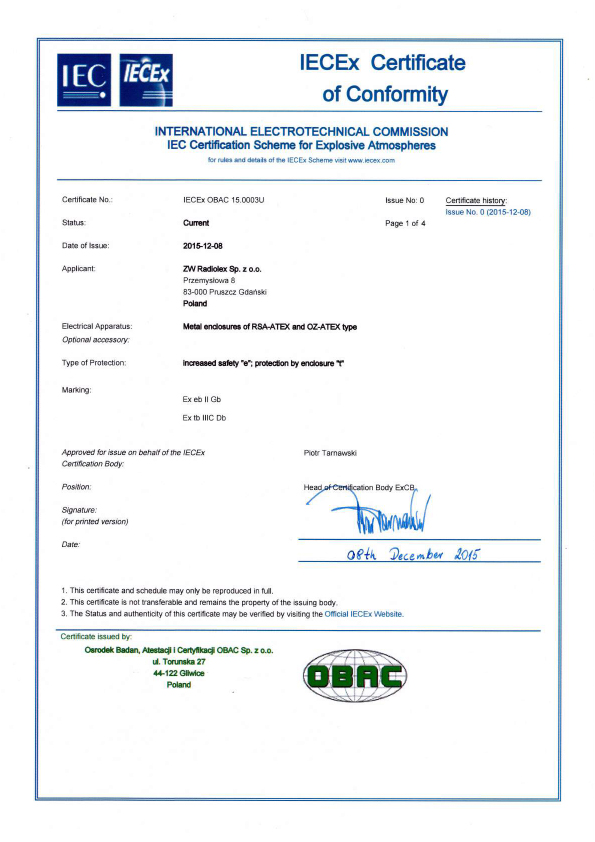 IEC
IECEx
IECEx Certificate
of Conformity
INTERNATIONAL ELECTROTECHNICAL COMMISSION
IEC Certification Scheme for Explosive Atmospheres
for rules and details of the IECEx Scheme visit www.iecex.com
Certificate No.: IECEx OBAC 15.0003U Issue No: 0 Certificate history:
Issue No. 0 (2015-12-08)
Status: Current Page 1 of 4
Date of Issue: 2015-12-08
Applicant: ZW Radiolex Sp. z o.o.
Przemysłowa 8
83-000 Pruszcz Gdański
Poland
Electrical Apparatus: Metal enclosures of RSA-ATEX and OZ-ATEX type
Optional accessory:
Type of Protection: increased safety "e"; protection by enclosure "t"
Marking:
Ex eb II Gb
Ex tb IIIC Db
Approved for issue on behalf of the IECEx Piotr Tarnawski
Certification Body:
Position: Head of Certification Body ExCB
Signature:
(for printed version)
Date: 08th December 2015
1. This certificate and schedule may only be reproduced in full.
2. This certificate is not transferable and remains the property of the issuing body.
3. The Status and authenticity of this certificate may be verified by visiting the Official IECEx Website.
Certificate issued by:
Osrodek Badan, Atestacji i Certyfikacji OBAC Sp. z o.o.
ul. Torunska 27
44-122 Gliwice
Poland
OBAC